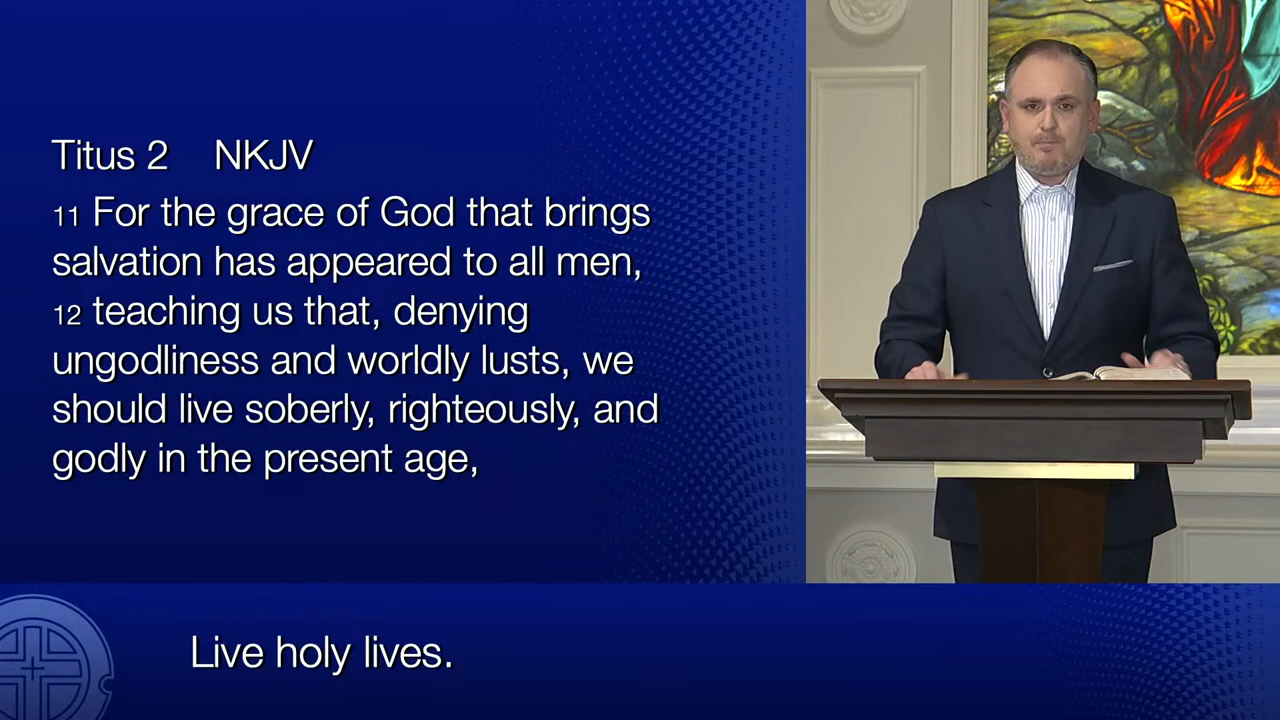 Titus 2 NKJV
11 For the grace of God that brings
salvation has appeared to all men,
12 teaching us that, denying
ungodliness and worldly lusts, we
should live soberly, righteously, and
godly in the present age,
Live holy lives.